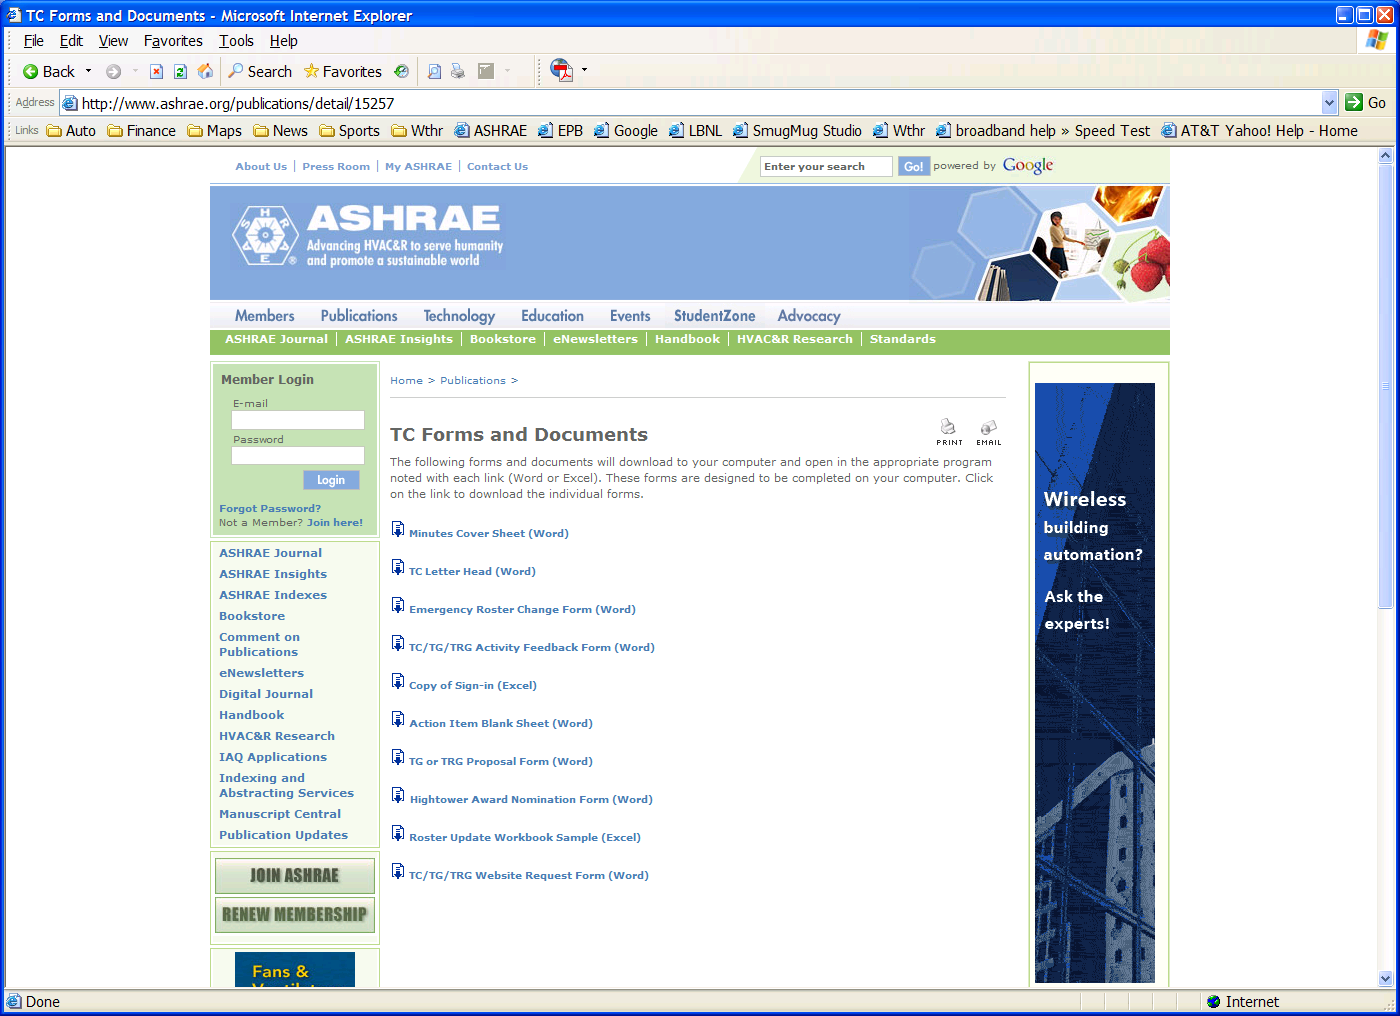 TC Forms and Documents - Microsoft Internet Explorer
File Edit View Favorites Tools Help
Back Search Favorites
Address http://www.ashrae.org/publications/detail/15257 Go
Links Auto Finance Maps News Sports Wthr ASHRAE EPB Google LBNL SmugMug Studio Wthr broadband help » Speed Test AT&T Yahoo! Help - Home
About Us | Press Room | My ASHRAE | Contact Us
Enter your search Go! powered by Google
ASHRAE
Advancing HVAC&R to serve humanity
and promote a sustainable world
Members Publications Technology Education Events StudentZone Advocacy
ASHRAE Journal | ASHRAE Insights | Bookstore | eNewsletters | Handbook | HVAC&R Research | Standards
Member Login
E-mail
Password
Login
Forgot Password?
Not a Member? Join here!
ASHRAE Journal
ASHRAE Insights
ASHRAE Indexes
Bookstore
Comment on
Publications
eNewsletters
Digital Journal
Handbook
HVAC&R Research
IAQ Applications
Indexing and
Abstracting Services
Manuscript Central
Publication Updates
JOIN ASHRAE
RENEW MEMBERSHIP
Fans &
Home > Publications >
TC Forms and Documents
PRINT EMAIL
The following forms and documents will download to your computer and open in the appropriate program
noted with each link (Word or Excel). These forms are designed to be completed on your computer. Click
on the link to download the individual forms.
Minutes Cover Sheet (Word)
TC Letter Head (Word)
Emergency Roster Change Form (Word)
TC/TG/TRG Activity Feedback Form (Word)
Copy of Sign-in (Excel)
Action Item Blank Sheet (Word)
TG or TRG Proposal Form (Word)
Hightower Award Nomination Form (Word)
Roster Update Workbook Sample (Excel)
TC/TG/TRG Website Request Form (Word)
Wireless
building
automation?
Ask the
experts!
Done Internet